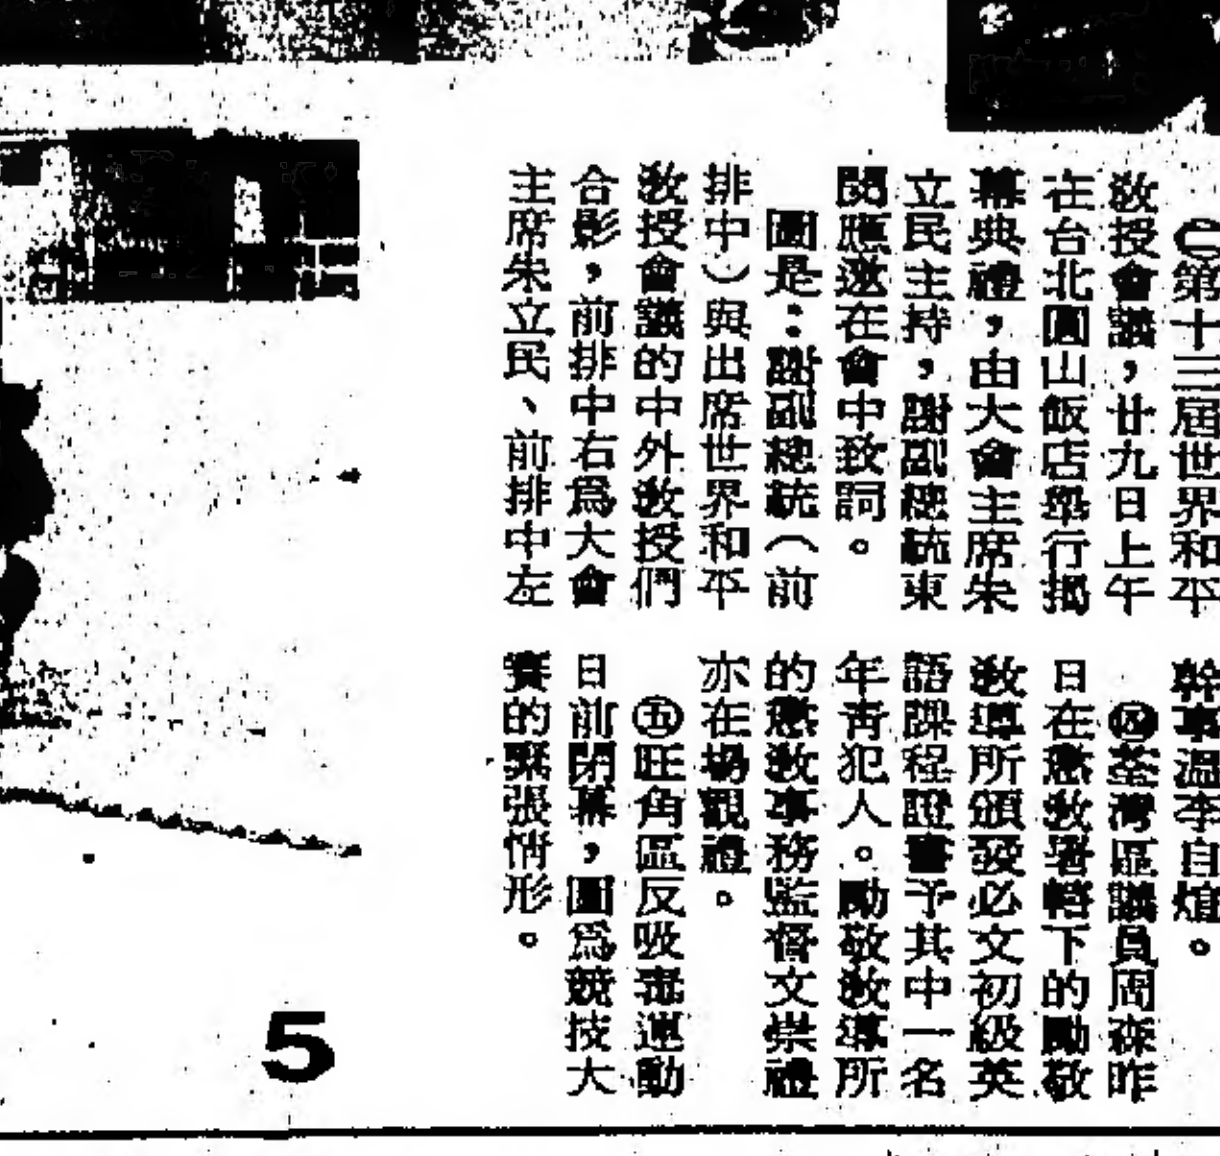 第十三屆世界和平
教授會議，廿九日上午
在台北圓山飯店舉行揭
幕典禮，由大會主席朱
立民主持，謝副總統東
閔應邀在會中致詞。
圖是：謝副總統（前
排中）與出席世界和平
教授會議的中外教授們
合影，前排中右爲大會
主席朱立民、前排中左
幹事溫李自煊。
㊃荃灣區議員周森昨
日在懲教署轄下的勵敬
教導所頒發必文初級英
語課程證書予其中一名
年靑犯人。勵敬教導所
的懲教事務監督文崇禮
亦在場觀禮。
㊄旺角區反吸毒運動
日前閉幕，圖爲競技大
賽的緊張情形。
5